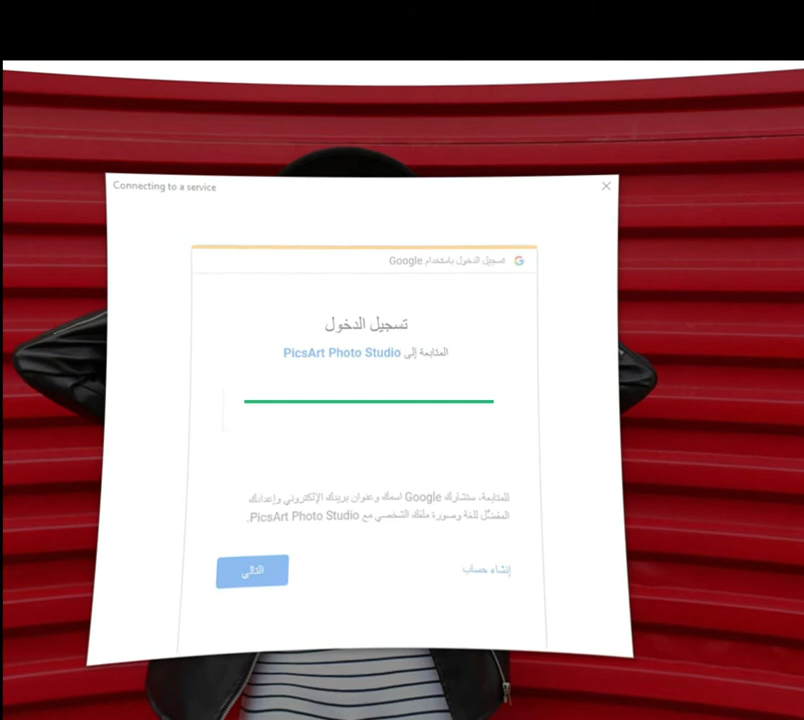 Connecting to a service
تسجيل الدخول باستخدام Google
تسجيل الدخول
المتابعة إلى PicsArt Photo Studio
للمتابعة، ستشارك Google اسمك وعنوان بريدك الإلكتروني وإعدادك
المفضّل للغة وصورة ملفك الشخصي مع PicsArt Photo Studio.
إنشاء حساب
التالي